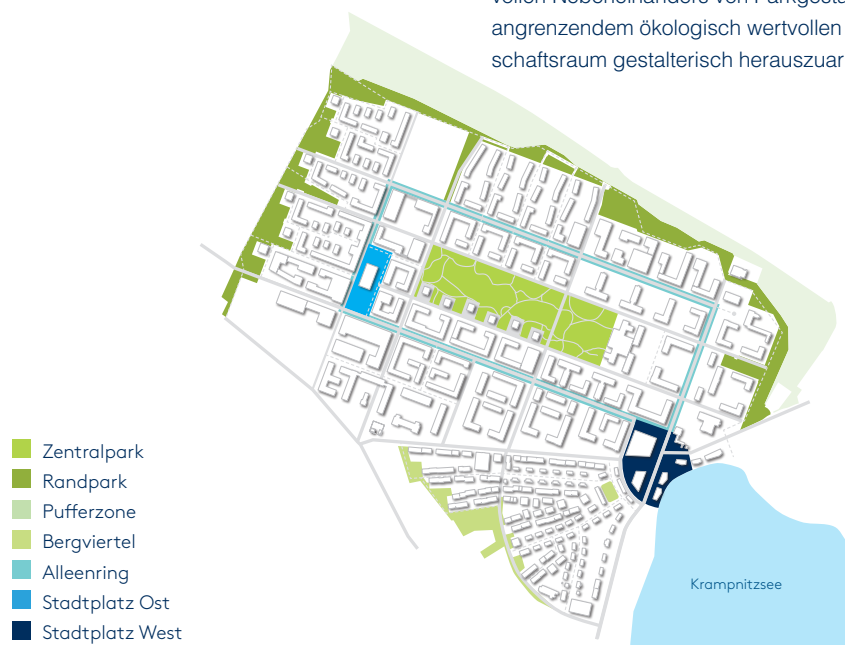 angrenzendem ökologisch wertvollen
schaftsraum gestalterisch herauszuar
Zentralpark
Randpark
Pufferzone
Bergviertel
Alleenring
Stadtplatz Ost
Stadtplatz West
Krampnitzsee